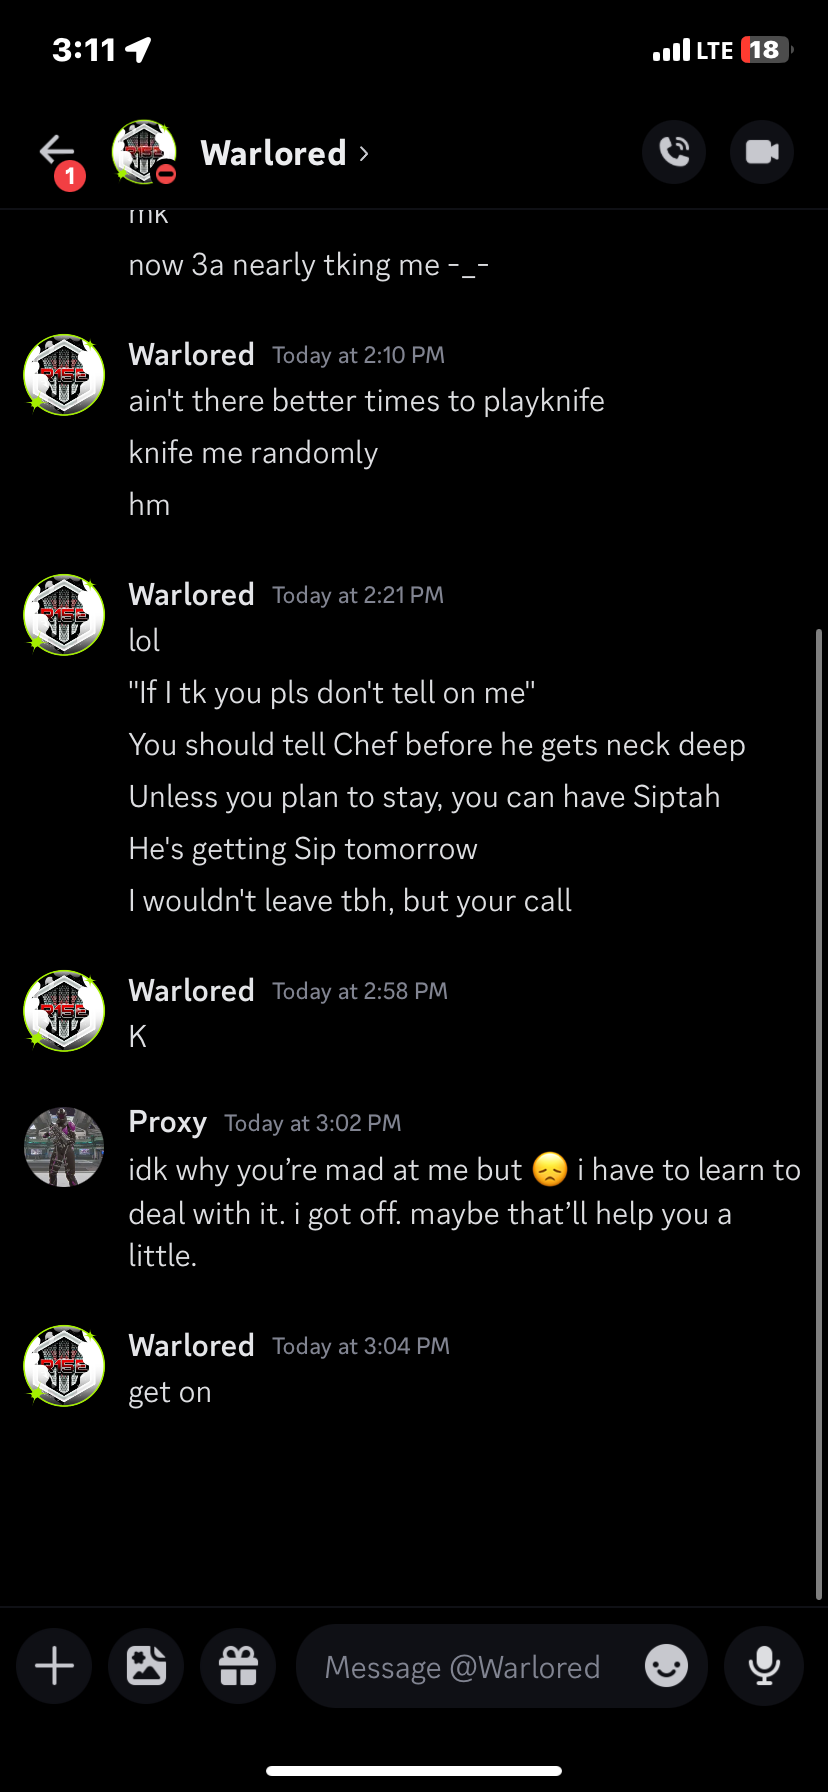 3:11 LTE 18
1 Warlored ›
mk
now 3a nearly tking me -_-
Warlored Today at 2:10 PM
ain't there better times to playknife
knife me randomly
hm
Warlored Today at 2:21 PM
lol
"If I tk you pls don't tell on me"
You should tell Chef before he gets neck deep
Unless you plan to stay, you can have Siptah
He's getting Sip tomorrow
I wouldn't leave tbh, but your call
Warlored Today at 2:58 PM
K
Proxy Today at 3:02 PM
idk why you’re mad at me but 😞 i have to learn to
deal with it. i got off. maybe that’ll help you a
little.
Warlored Today at 3:04 PM
get on
Message @Warlored